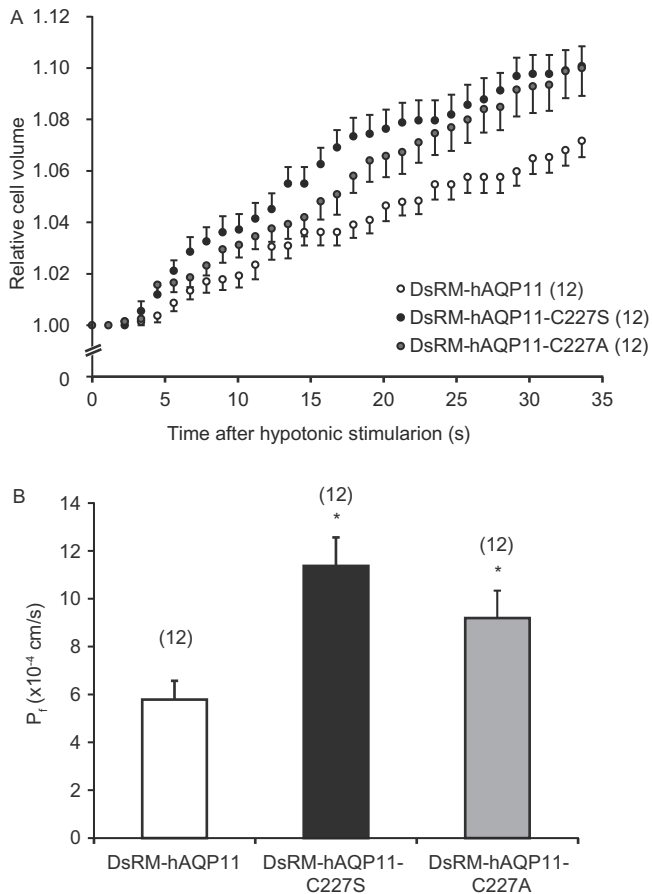 A
Relative cell volume
1.12
1.10
1.08
1.06
1.04
1.02
1.00
0
DsRM-hAQP11 (12)
DsRM-hAQP11-C227S (12)
DsRM-hAQP11-C227A (12)
0 5 10 15 20 25 30 35
Time after hypotonic stimularion (s)
B
Pf (x10⁻⁴ cm/s)
14
12
10
8
6
4
2
0
(12)
(12)
*
(12)
*
DsRM-hAQP11
DsRM-hAQP11-
C227S
DsRM-hAQP11-
C227A